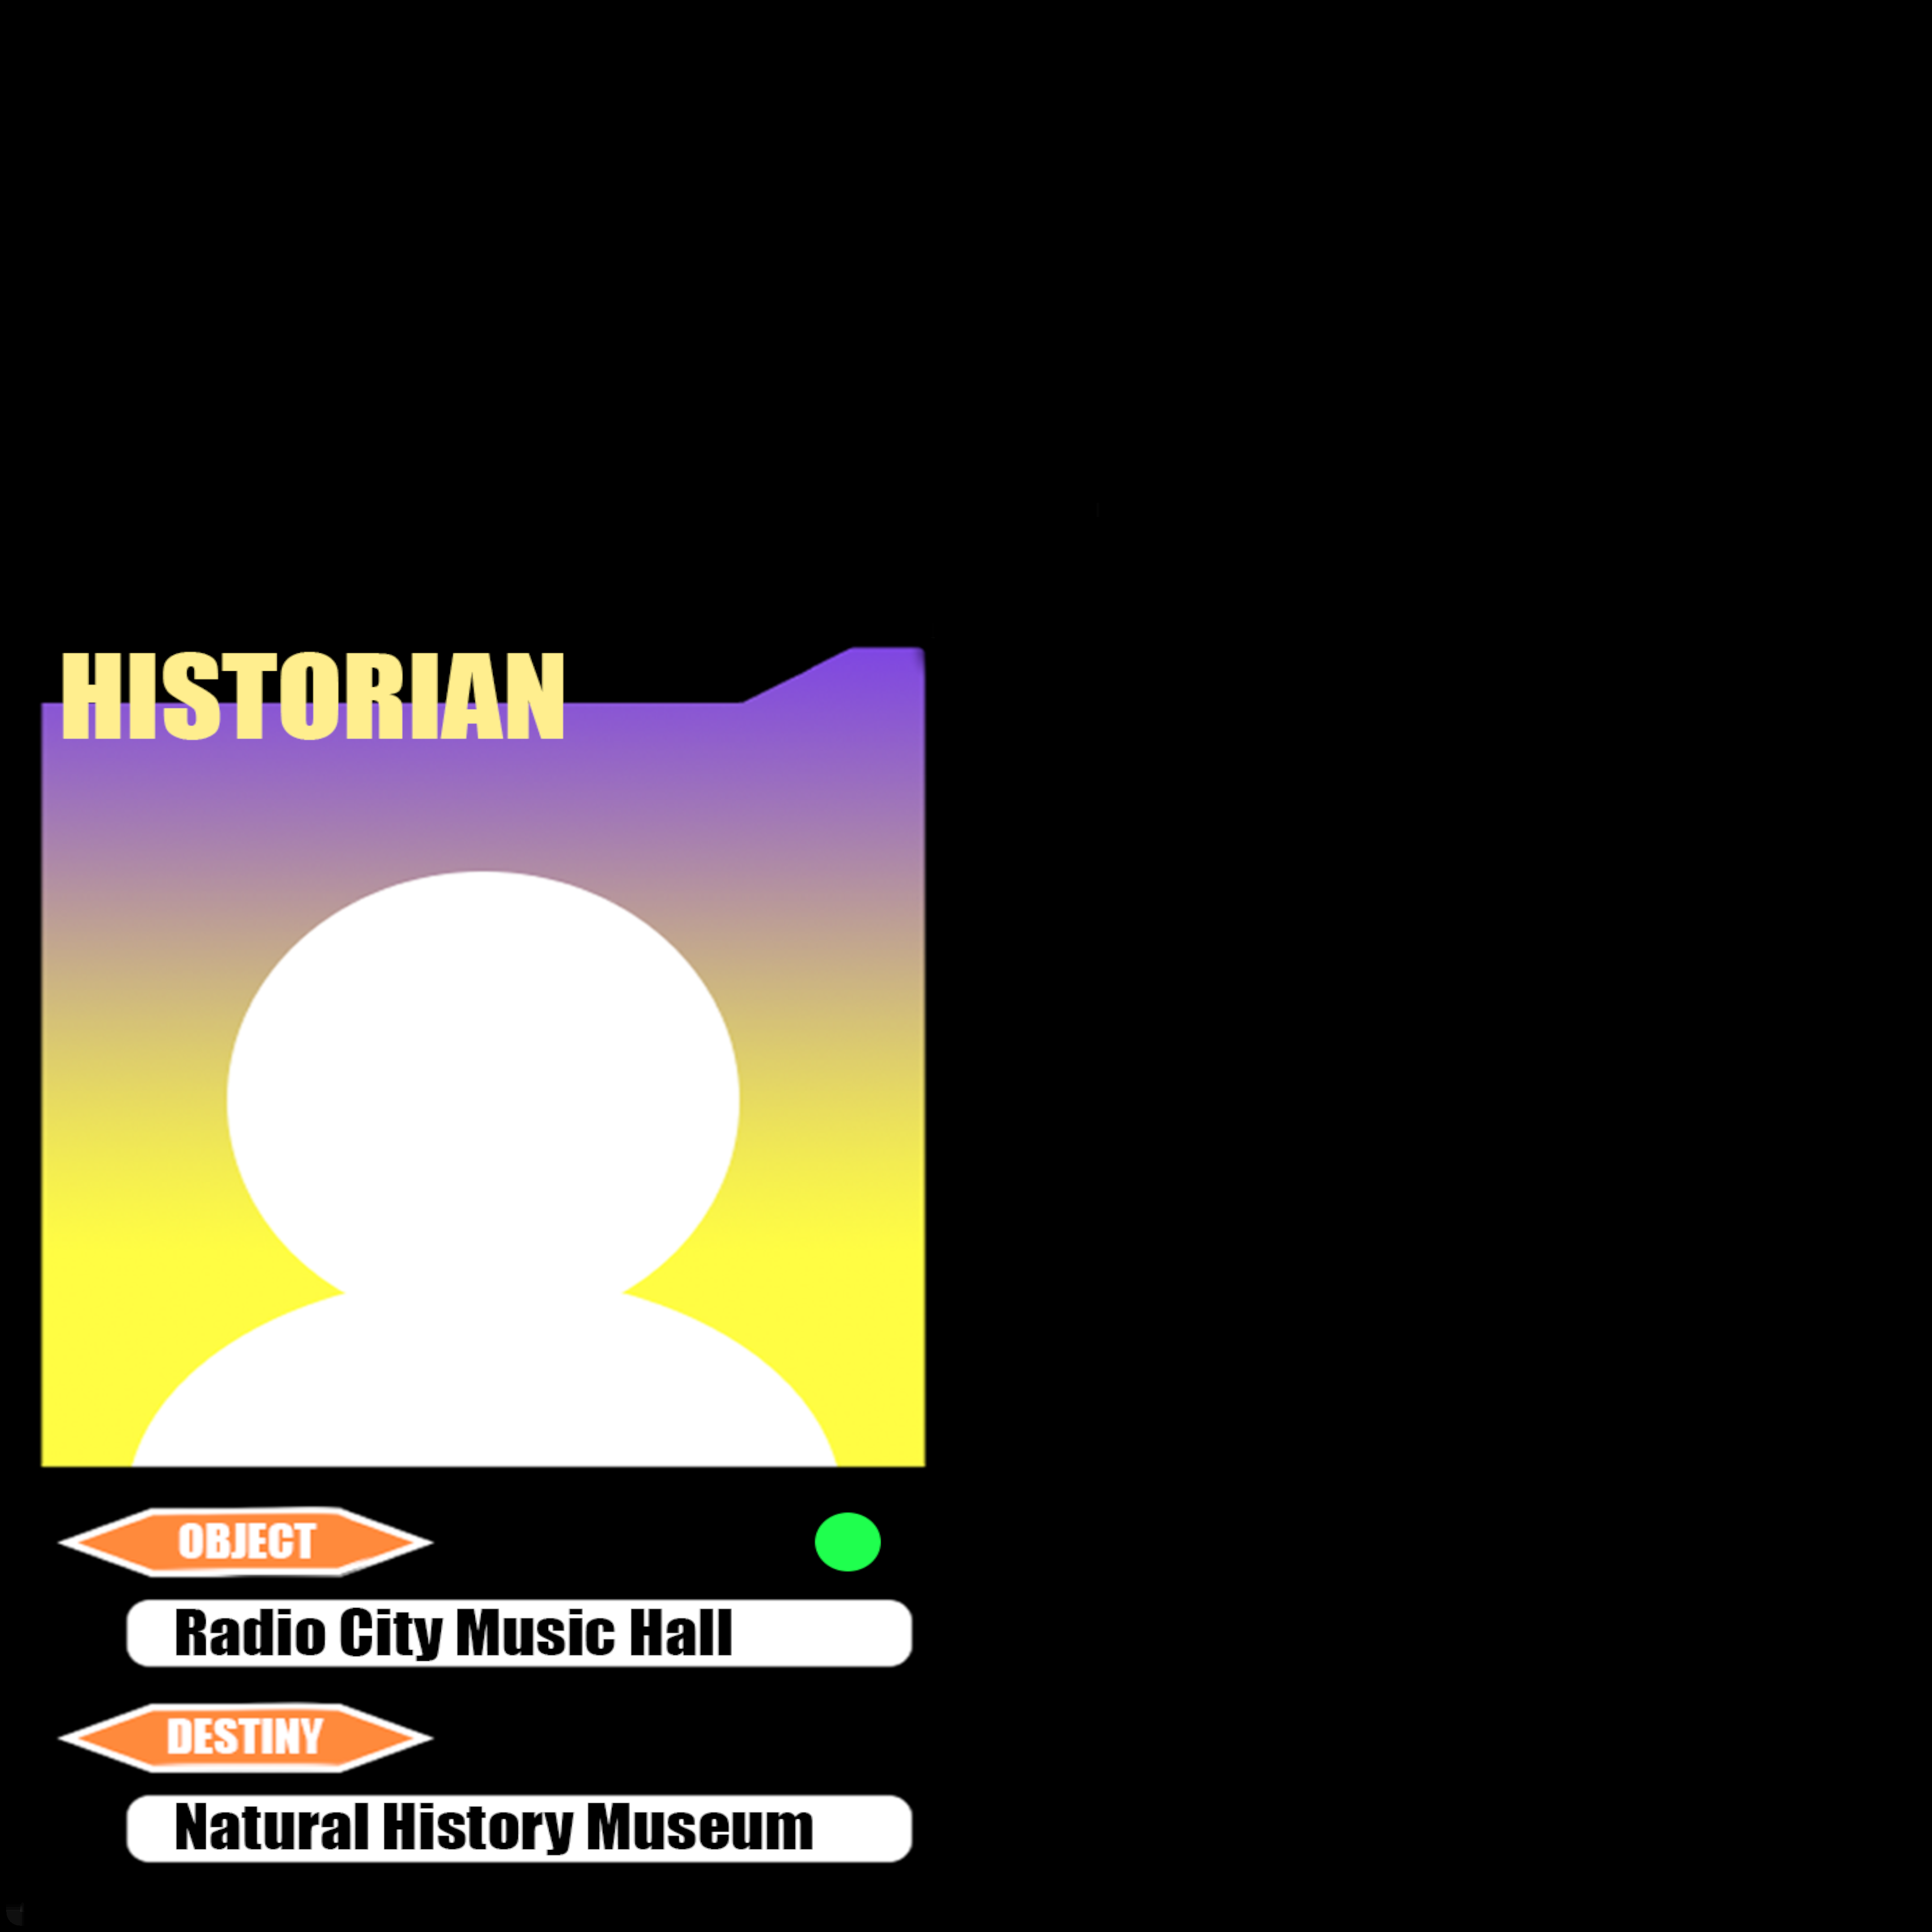 HISTORIAN
OBJECT
Radio City Music Hall
DESTINY
Natural History Museum